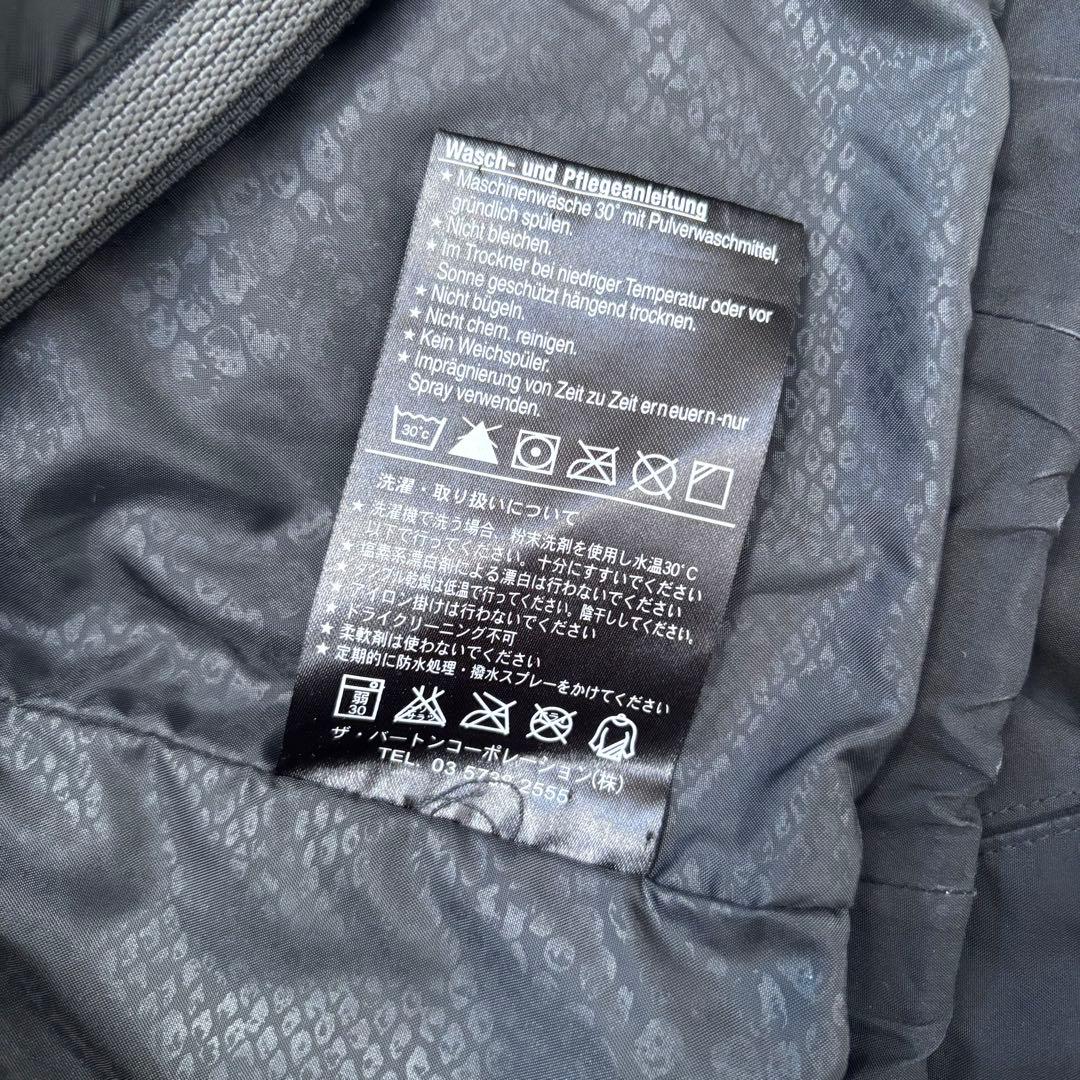 Wasch- und Pflegeanleitung
★ Maschinenwäsche 30° mit Pulverwaschmittel,
gründlich spülen.
★ Nicht bleichen.
★ Im Trockner bei niedriger Temperatur oder vor
Sonne geschützt hängend trocknen.
★ Nicht bügeln.
★ Nicht chem. reinigen.
★ Kein Weichspüler.
★ Imprägnierung von Zeit zu Zeit erneuern-nur
Spray verwenden.
30°c
洗濯・取り扱いについて
★ 洗濯機で洗う場合、粉末洗剤を使用し水温30°C
以下で行ってください。十分にすすいでください
★ 塩素系漂白剤による漂白は行わないでください
★ タンブル乾燥は低温で行ってください。陰干ししてください。
★ アイロン掛けは行わないでください
★ ドライクリーニング不可
★ 柔軟剤は使わないでください
★ 定期的に防水処理・撥水スプレーをかけてください
弱
30
ザ・バートンコーポレーション(株)
TEL 03 5738 2555